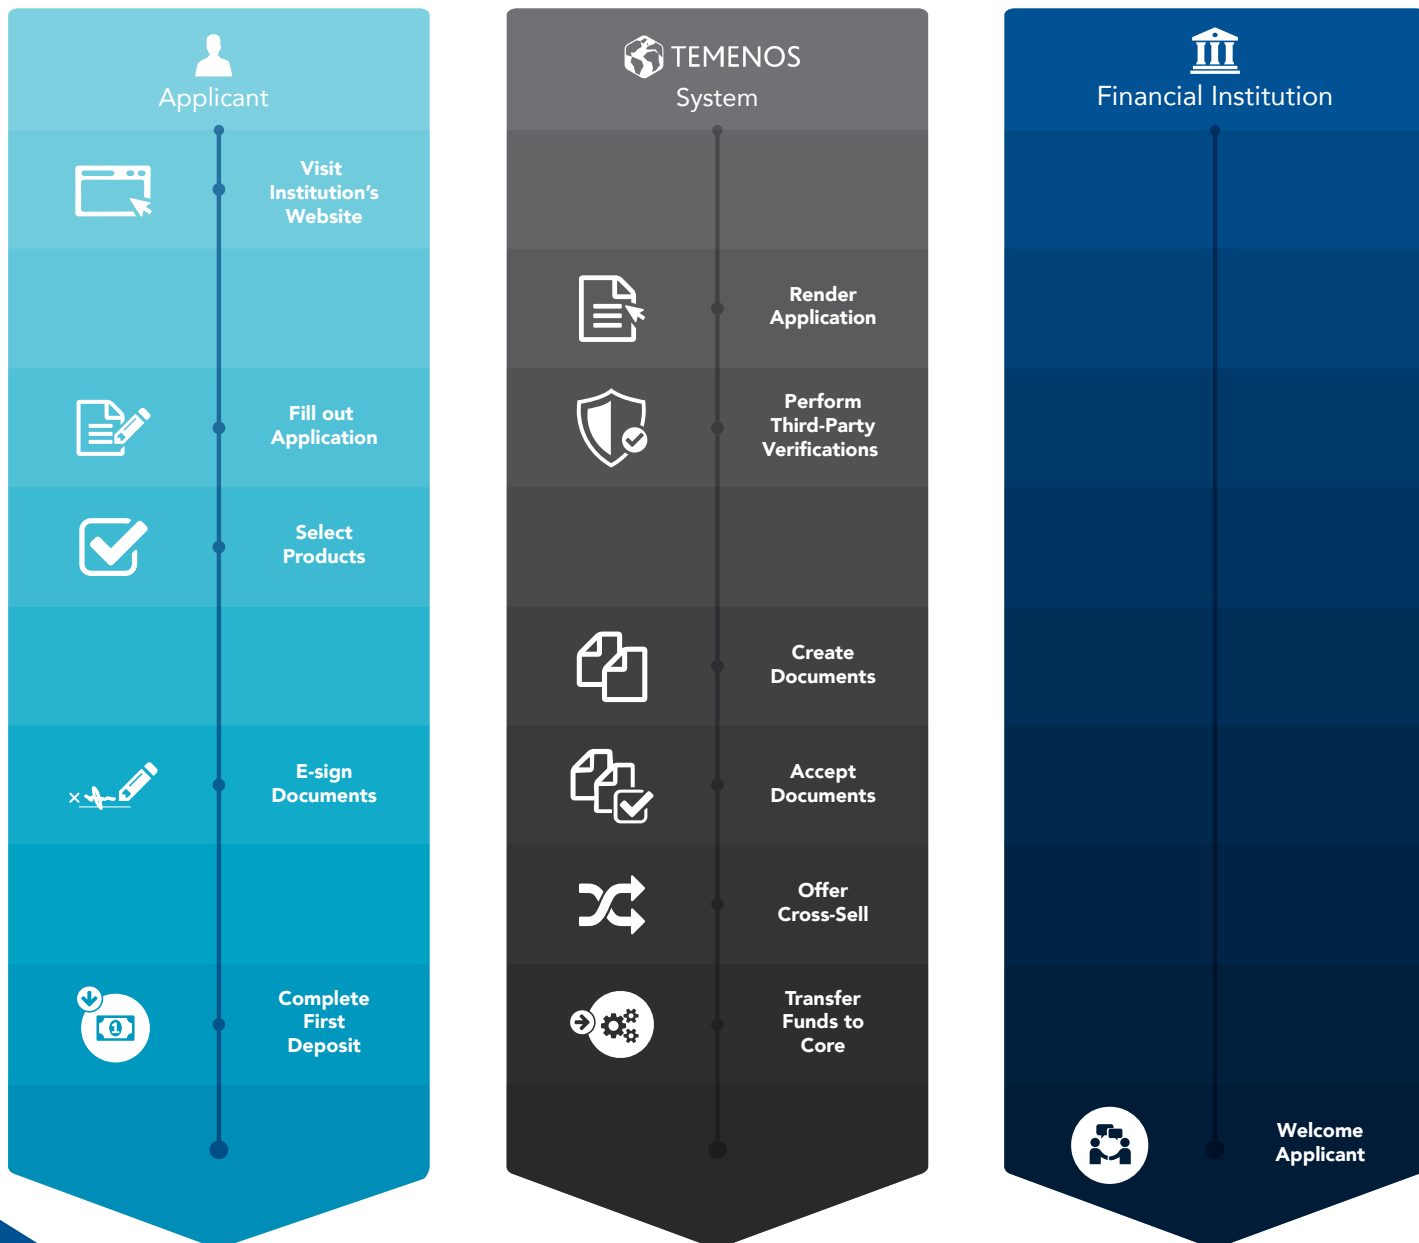 Applicant
TEMENOS
System
Financial Institution
Visit
Institution's
Website
Render
Application
Fill out
Application
Perform
Third-Party
Verifications
Select
Products
Create
Documents
E-sign
Documents
Accept
Documents
Offer
Cross-Sell
Complete
First
Deposit
Transfer
Funds to
Core
Welcome
Applicant